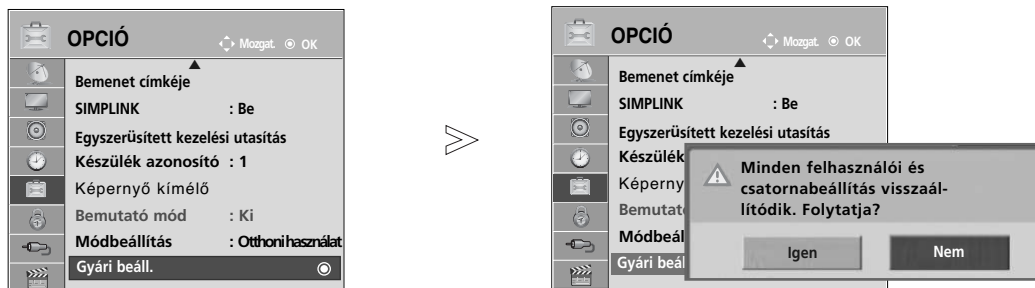 OPCIÓ
Mozgat. OK
Bemenet címkéje
SIMPLINK : Be
Egyszerűsített kezelési utasítás
Készülék azonosító : 1
Képernyő kímélő
Bemutató mód : Ki
Módbeállítás : Otthoni használat
Gyári beáll.
OPCIÓ
Mozgat. OK
Bemenet címkéje
SIMPLINK : Be
Egyszerűsített kezelési utasítás
Készülék
Képerny
Bemutat
Módbeál
Gyári beál
Minden felhasználói és
csatornabeállítás visszaál-
lítódik. Folytatja?
Igen
Nem